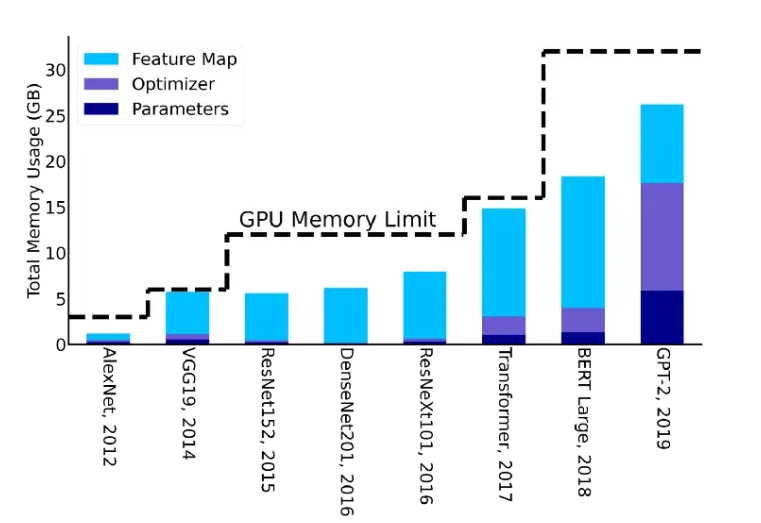 Feature Map
Optimizer
Parameters
GPU Memory Limit
Total Memory Usage (GB)
30
25
20
15
10
5
0
AlexNet, 2012
VGG19, 2014
ResNet152, 2015
DenseNet201, 2016
ResNeXt101, 2016
Transformer, 2017
BERT Large, 2018
GPT-2, 2019